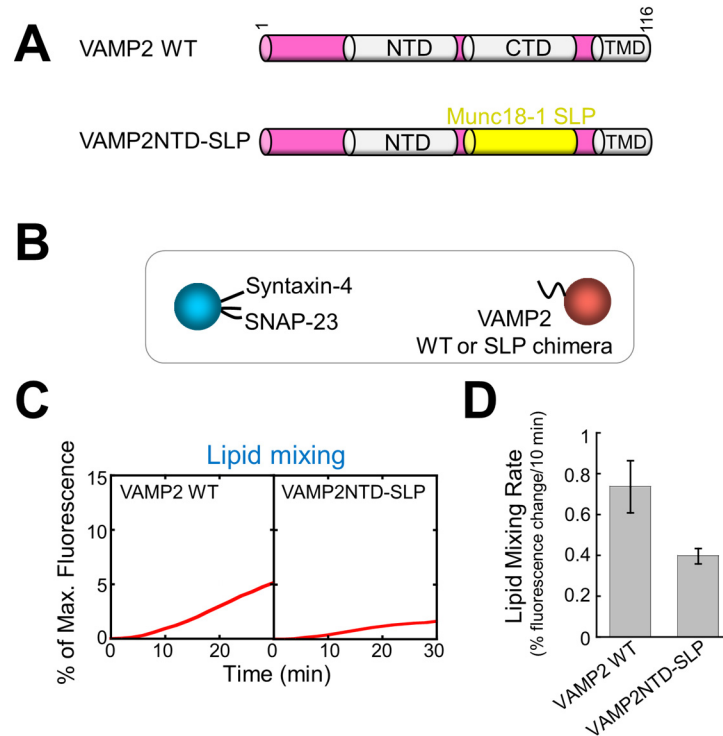 A
1
116
VAMP2 WT
NTD
CTD
TMD
Munc18-1 SLP
VAMP2NTD-SLP
NTD
TMD
B
Syntaxin-4
SNAP-23
VAMP2
WT or SLP chimera
C
Lipid mixing
% of Max. Fluorescence
15
10
5
0
VAMP2 WT
VAMP2NTD-SLP
0
10
20
0
10
20
30
Time (min)
D
Lipid Mixing Rate
(% fluorescence change/10 min)
1
0.8
0.6
0.4
0.2
0
VAMP2 WT
VAMP2NTD-SLP